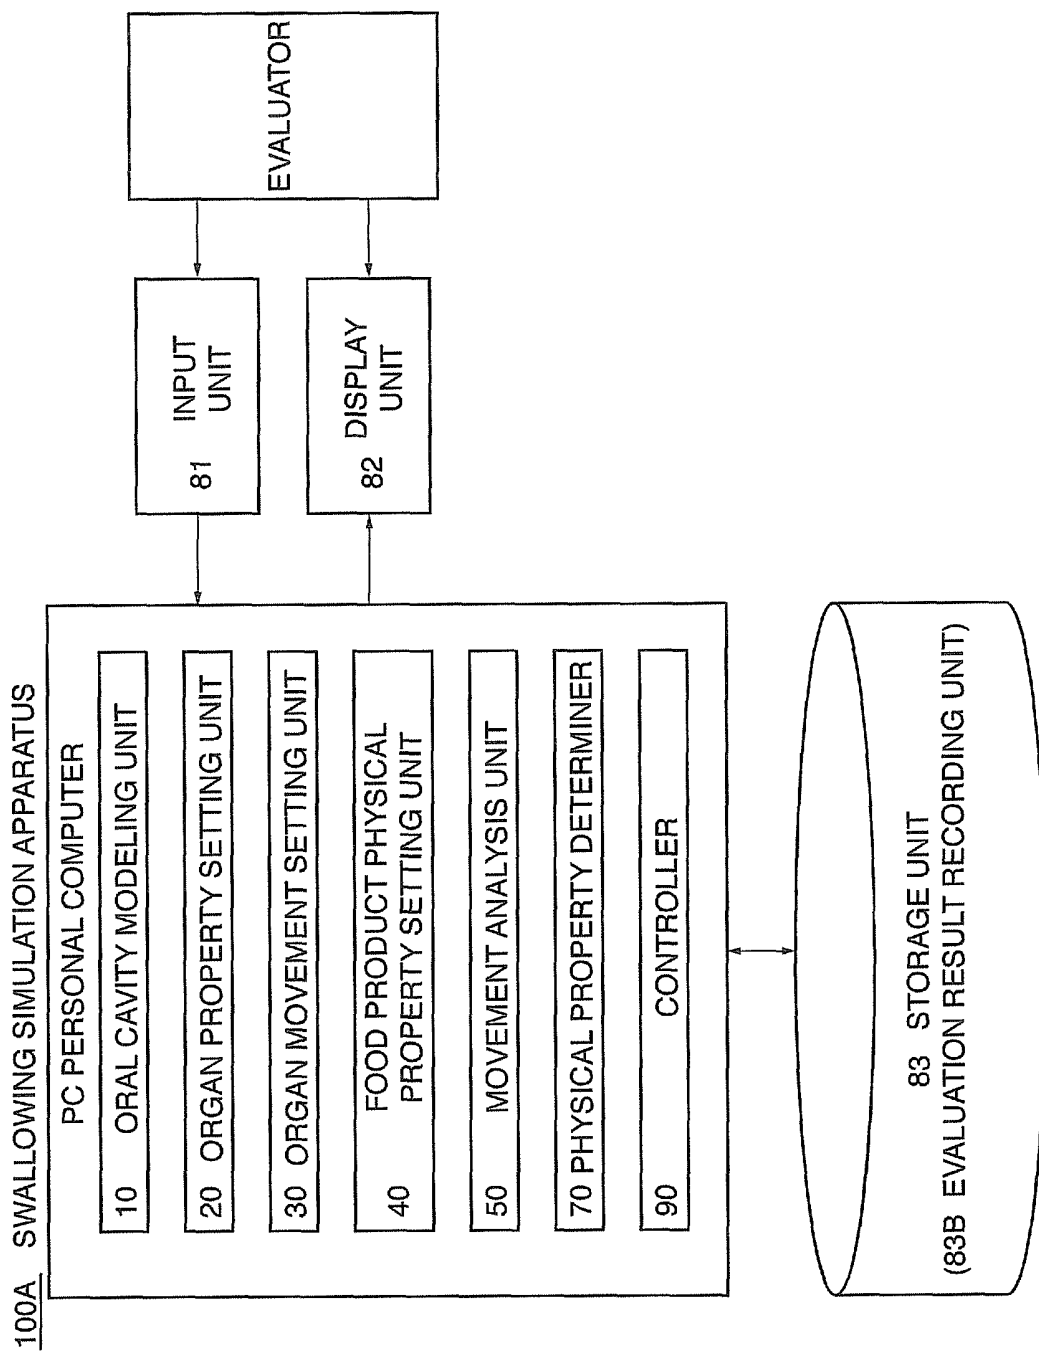 100A SWALLOWING SIMULATION APPARATUS
PC PERSONAL COMPUTER
10 ORAL CAVITY MODELING UNIT
20 ORGAN PROPERTY SETTING UNIT
30 ORGAN MOVEMENT SETTING UNIT
40 FOOD PRODUCT PHYSICAL
PROPERTY SETTING UNIT
50 MOVEMENT ANALYSIS UNIT
70 PHYSICAL PROPERTY DETERMINER
90 CONTROLLER
81 INPUT
UNIT
82 DISPLAY
UNIT
EVALUATOR
83 STORAGE UNIT
(83B EVALUATION RESULT RECORDING UNIT)